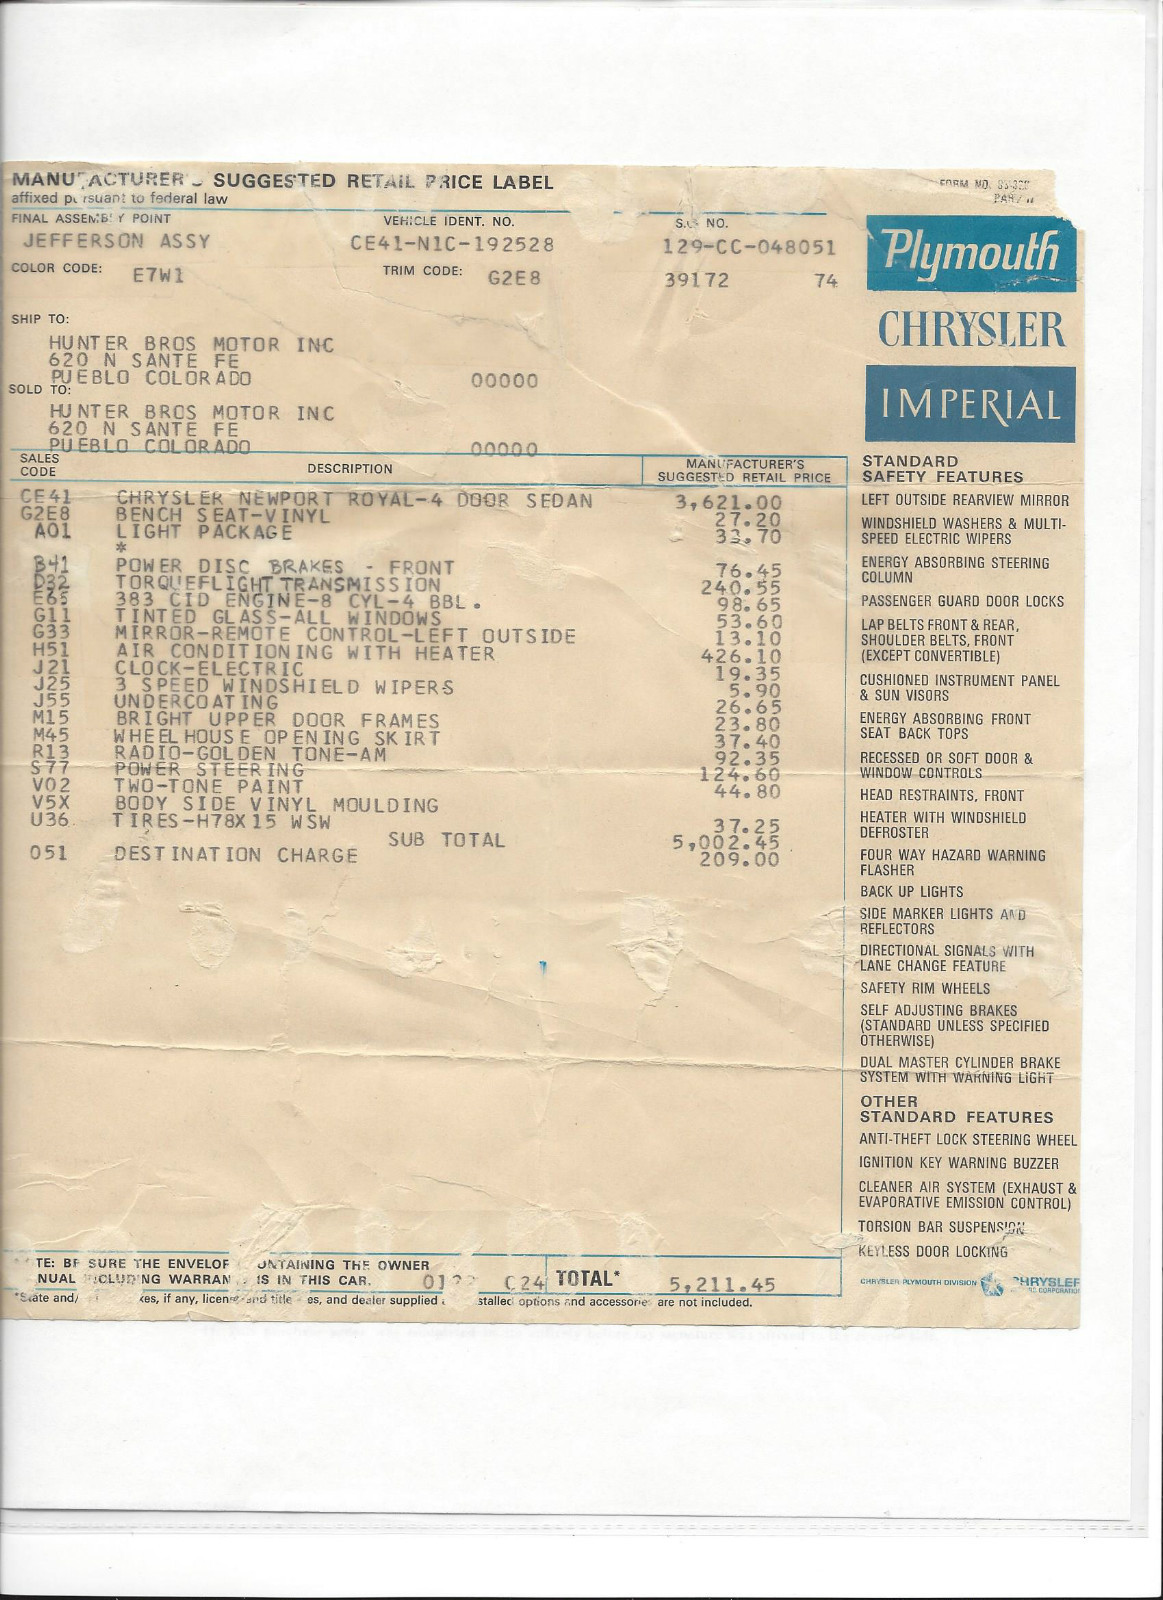 MANUFACTURER'S SUGGESTED RETAIL PRICE LABEL
affixed pursuant to federal law
FORM NO.
FINAL ASSEMBLY POINT VEHICLE IDENT. NO. S.O. NO.
JEFFERSON ASSY CE41-N1C-192528 129-CC-048051
COLOR CODE: E7W1 TRIM CODE: G2E8 39172 74
SHIP TO:
HUNTER BROS MOTOR INC
620 N SANTE FE
PUEBLO COLORADO 00000
SOLD TO:
HUNTER BROS MOTOR INC
620 N SANTE FE
PUEBLO COLORADO 00000
SALES CODE DESCRIPTION MANUFACTURER'S SUGGESTED RETAIL PRICE
CE41 CHRYSLER NEWPORT ROYAL-4 DOOR SEDAN 3,621.00
G2E8 BENCH SEAT-VINYL 27.20
A01 LIGHT PACKAGE 33.70
*
B41 POWER DISC BRAKES - FRONT 76.45
D32 TORQUEFLIGHT TRANSMISSION 240.55
E65 383 CID ENGINE-8 CYL-4 BBL. 98.65
G11 TINTED GLASS-ALL WINDOWS 53.60
G33 MIRROR-REMOTE CONTROL-LEFT OUTSIDE 13.10
H51 AIR CONDITIONING WITH HEATER 426.10
J21 CLOCK-ELECTRIC 19.35
J25 3 SPEED WINDSHIELD WIPERS 5.90
J55 UNDERCOATING 26.65
M15 BRIGHT UPPER DOOR FRAMES 23.80
M45 WHEELHOUSE OPENING SKIRT 37.40
R13 RADIO-GOLDEN TONE-AM 92.35
S77 POWER STEERING 124.60
V02 TWO-TONE PAINT 44.80
V5X BODY SIDE VINYL MOULDING
U36 TIRES-H78X15 WSW 37.25
SUB TOTAL 5,002.45
051 DESTINATION CHARGE 209.00
TE: BE SURE THE ENVELOP ONTAINING THE OWNER
NUAL INCLUDING WARRAN IS IN THIS CAR. C24 TOTAL* 5,211.45
*State and/ xes, if any, license and title es, and dealer supplied stalled options and accessories are not included.
Plymouth
CHRYSLER
IMPERIAL
STANDARD
SAFETY FEATURES
LEFT OUTSIDE REARVIEW MIRROR
WINDSHIELD WASHERS & MULTI-
SPEED ELECTRIC WIPERS
ENERGY ABSORBING STEERING
COLUMN
PASSENGER GUARD DOOR LOCKS
LAP BELTS FRONT & REAR,
SHOULDER BELTS, FRONT
(EXCEPT CONVERTIBLE)
CUSHIONED INSTRUMENT PANEL
& SUN VISORS
ENERGY ABSORBING FRONT
SEAT BACK TOPS
RECESSED OR SOFT DOOR &
WINDOW CONTROLS
HEAD RESTRAINTS, FRONT
HEATER WITH WINDSHIELD
DEFROSTER
FOUR WAY HAZARD WARNING
FLASHER
BACK UP LIGHTS
SIDE MARKER LIGHTS AND
REFLECTORS
DIRECTIONAL SIGNALS WITH
LANE CHANGE FEATURE
SAFETY RIM WHEELS
SELF ADJUSTING BRAKES
(STANDARD UNLESS SPECIFIED
OTHERWISE)
DUAL MASTER CYLINDER BRAKE
SYSTEM WITH WARNING LIGHT
OTHER
STANDARD FEATURES
ANTI-THEFT LOCK STEERING WHEEL
IGNITION KEY WARNING BUZZER
CLEANER AIR SYSTEM (EXHAUST &
EVAPORATIVE EMISSION CONTROL)
TORSION BAR SUSPENSION
KEYLESS DOOR LOCKING
CHRYSLER PLYMOUTH DIVISION CHRYSLER
CORPORATION